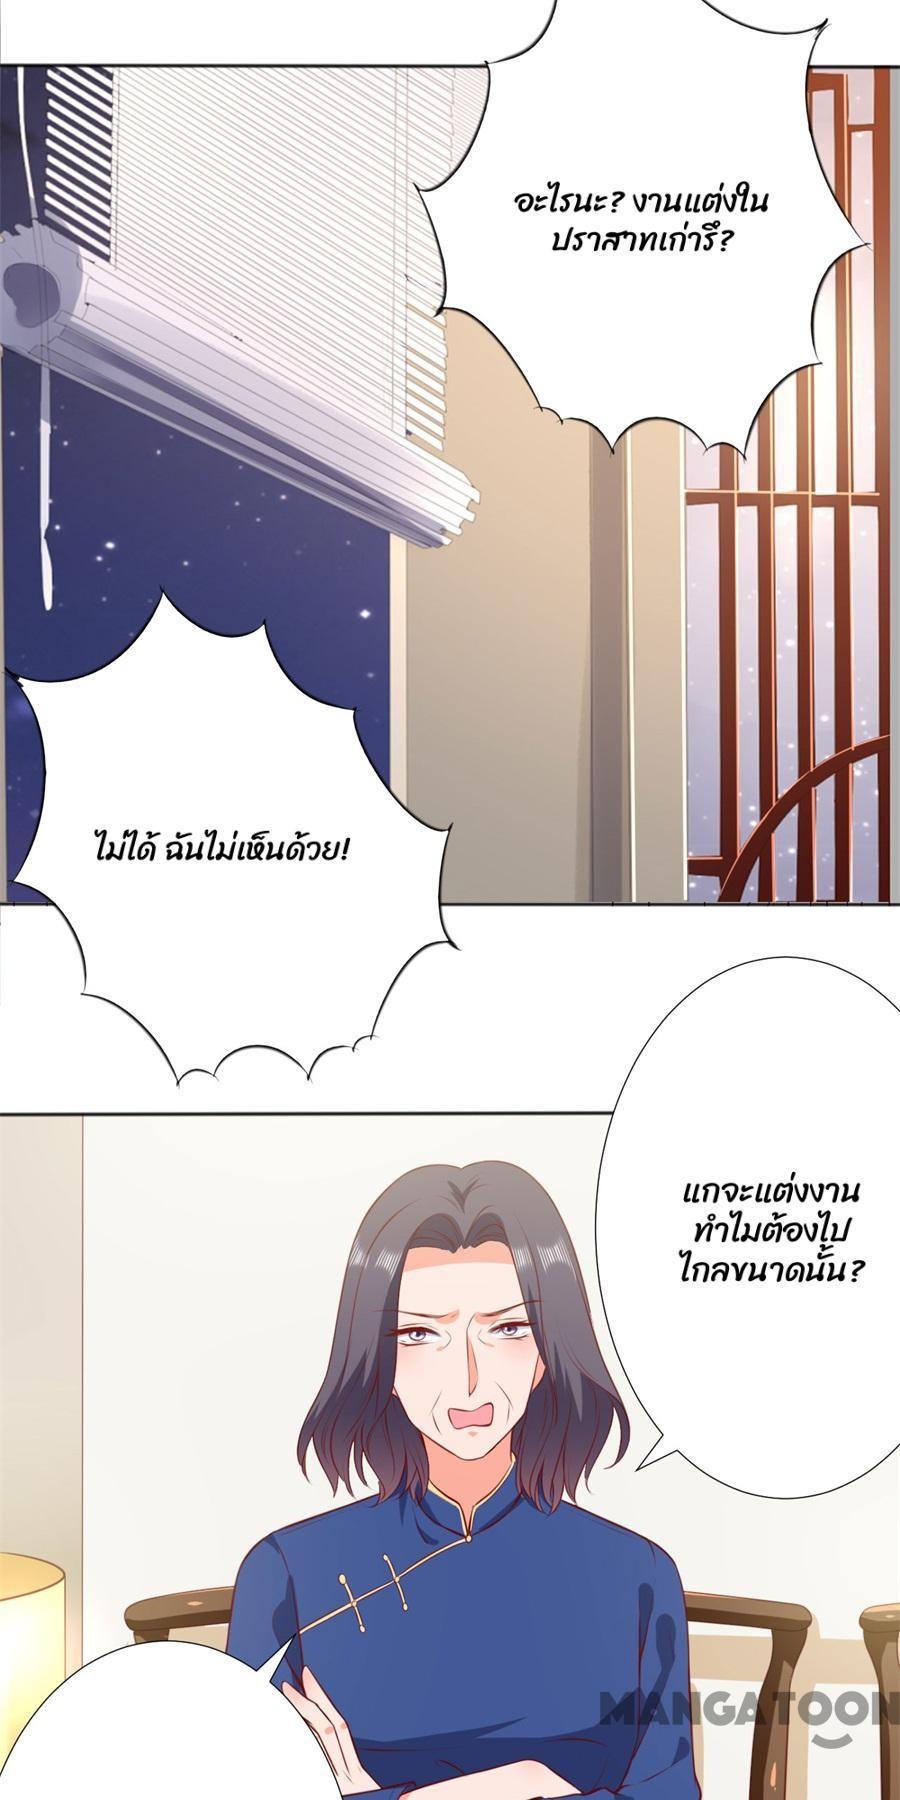 อะไรนะ? งานแต่งใน
ปราสาทเก่ารึ?
ไม่ได้ ฉันไม่เห็นด้วย!
แกจะแต่งงาน
ทำไมต้องไป
ไกลขนาดนั้น?
MANGATOON